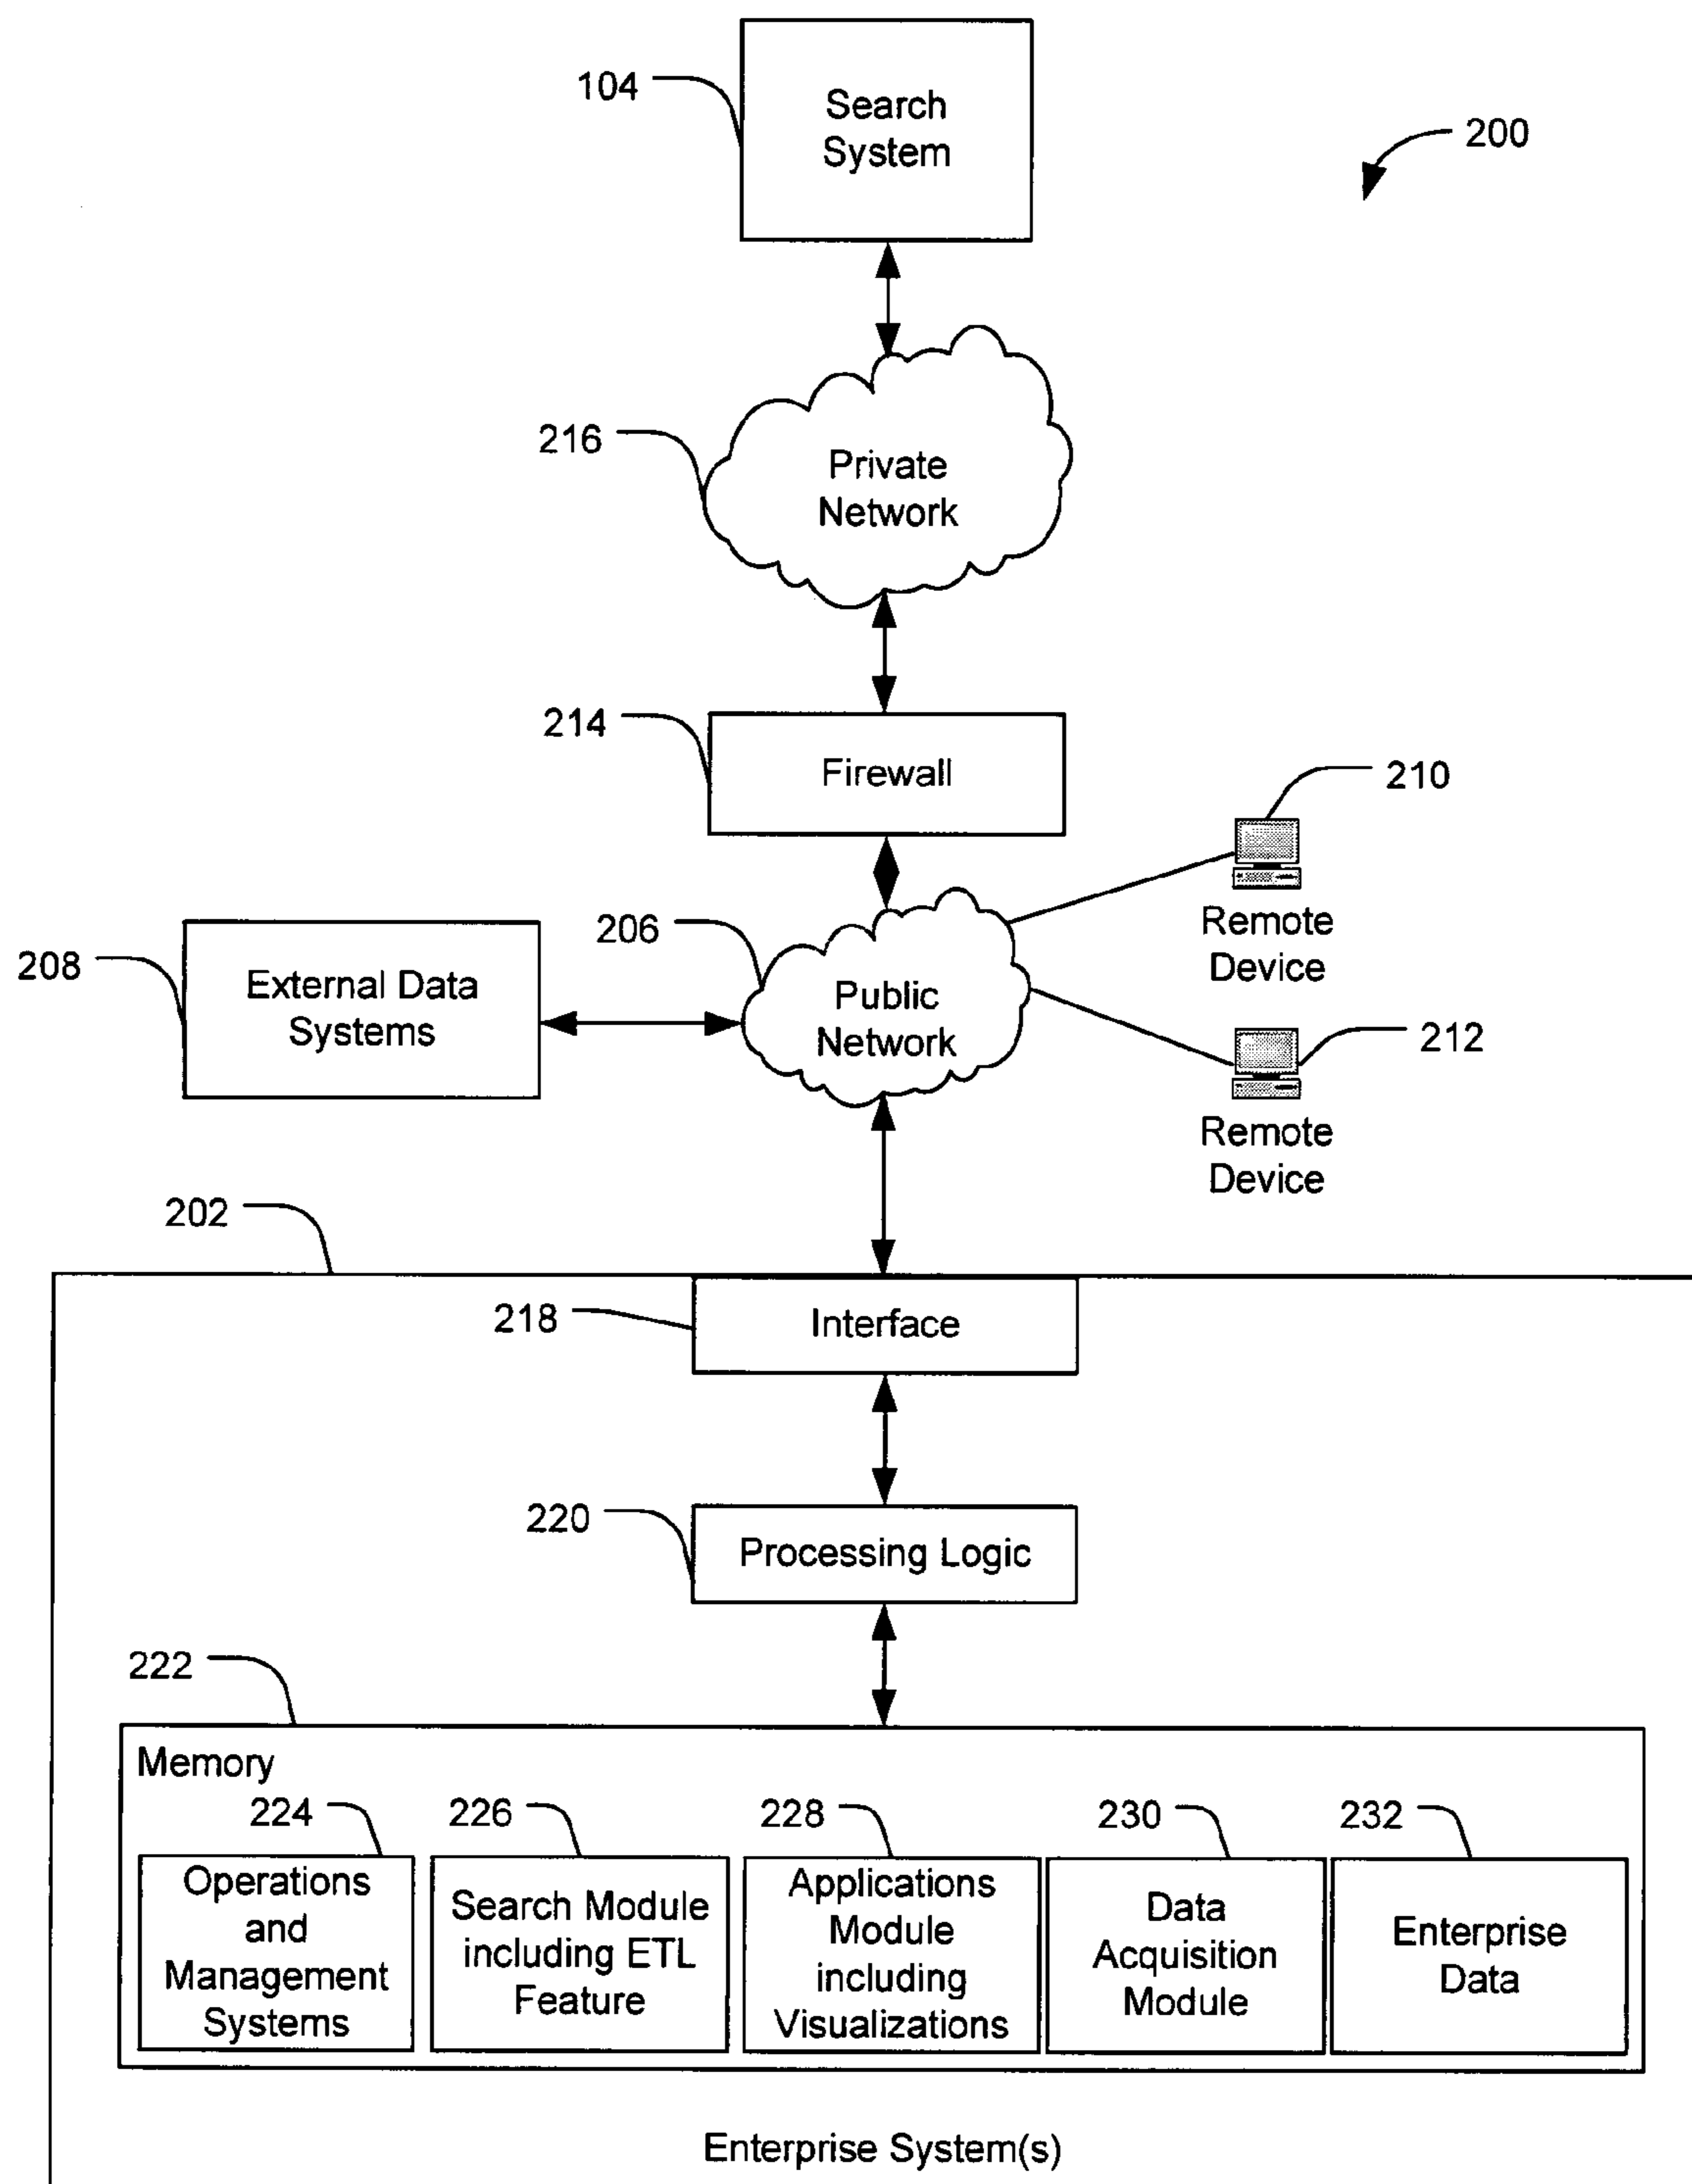 104
Search
System
200
216
Private
Network
214
Firewall
210
Remote
Device
206
208
External Data
Systems
Public
Network
212
Remote
Device
202
218
Interface
220
Processing Logic
222
Memory
224
226
228
230
232
Operations
and
Management
Systems
Search Module
including ETL
Feature
Applications
Module
including
Visualizations
Data
Acquisition
Module
Enterprise
Data
Enterprise System(s)